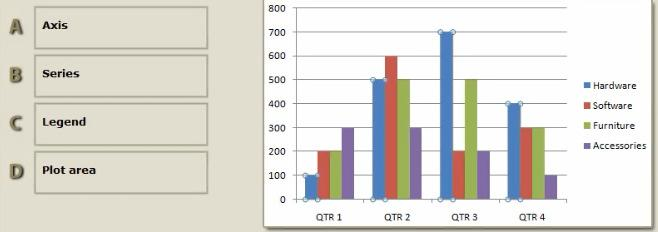 A Axis
B Series
C Legend
D Plot area
800
700
600
500
400
300
200
100
0
QTR 1 QTR 2 QTR 3 QTR 4
Hardware
Software
Furniture
Accessories